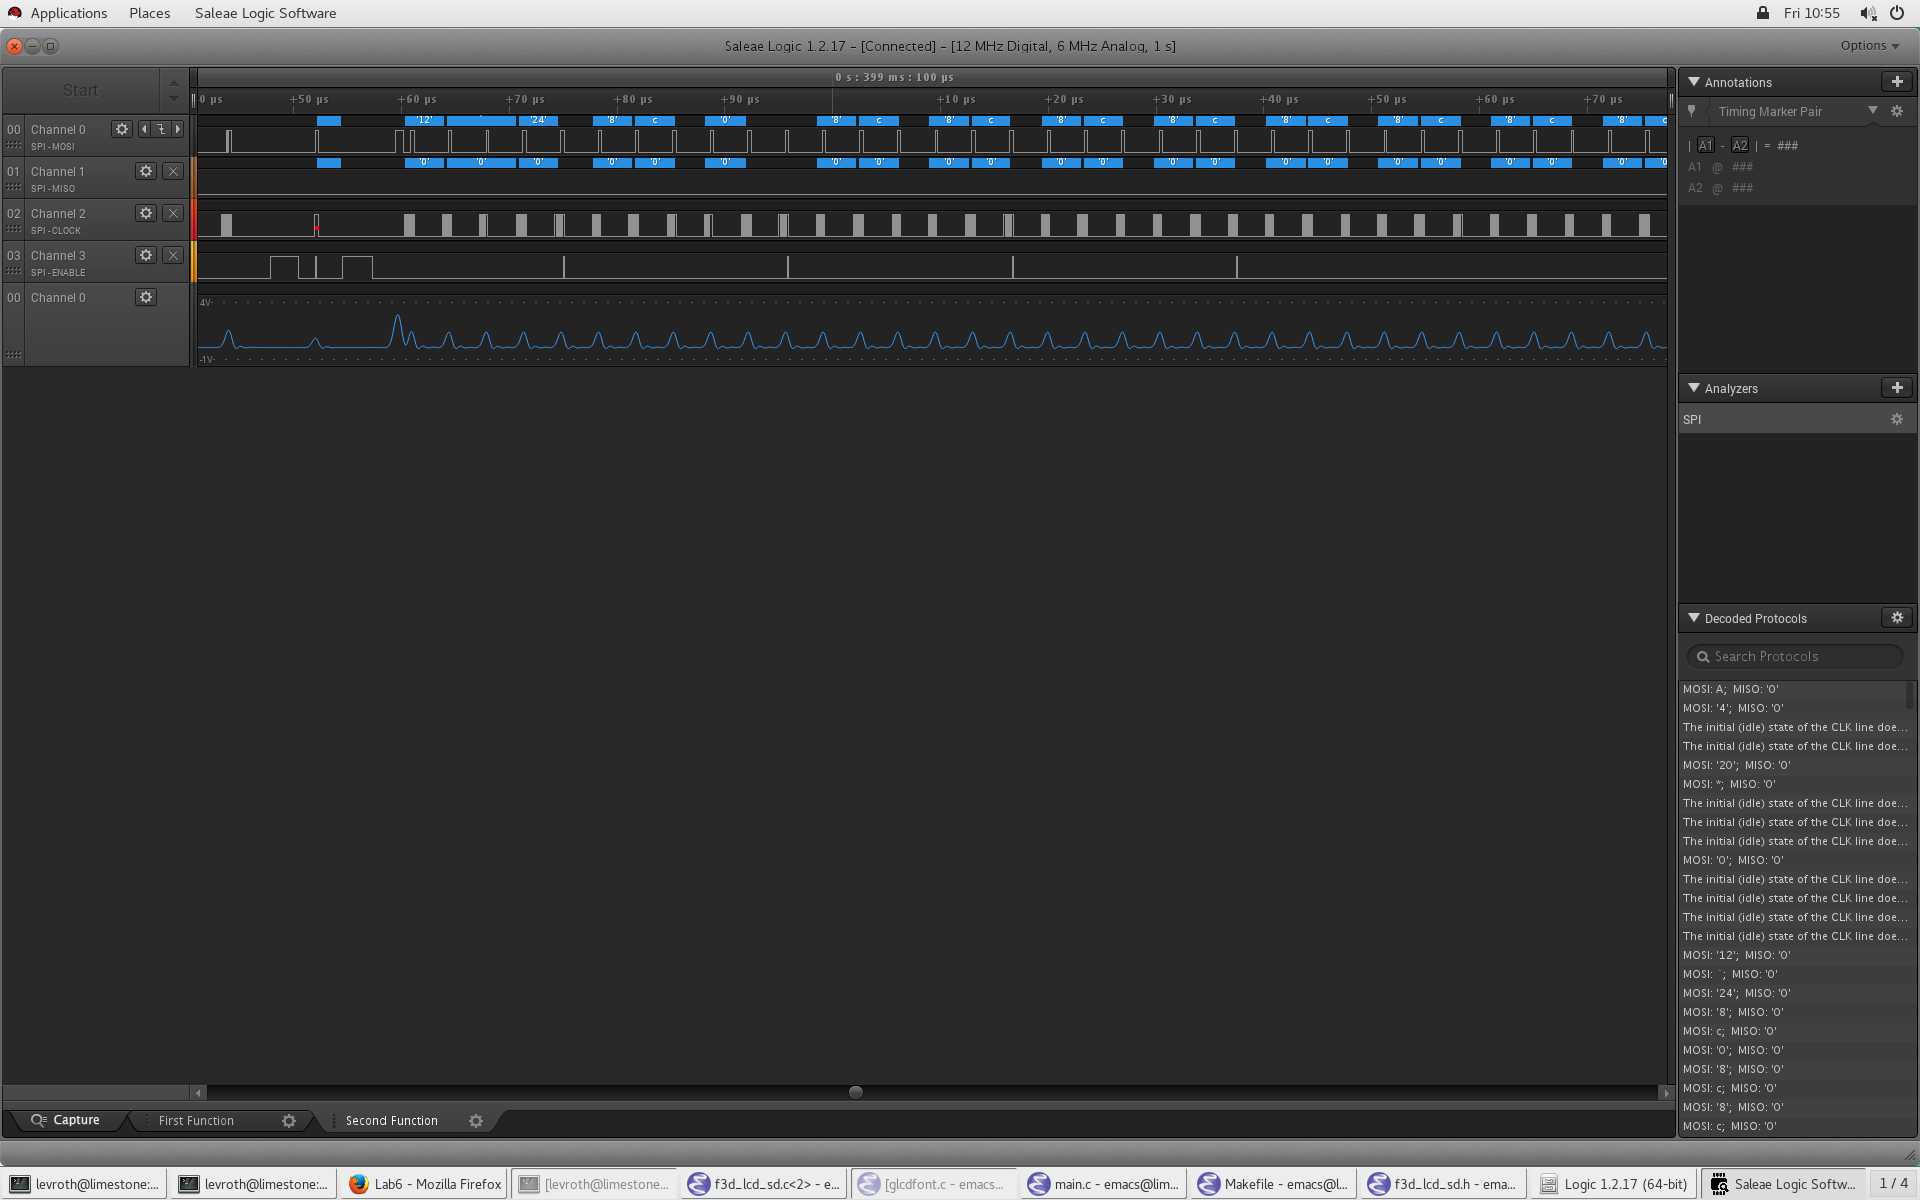 Applications Places Saleae Logic Software Fri 10:55
Saleae Logic 1.2.17 - [Connected] - [12 MHz Digital, 6 MHz Analog, 1 s] Options
Start
0 s : 399 ms : 100 µs
0 µs +50 µs +60 µs +70 µs +80 µs +90 µs +10 µs +20 µs +30 µs +40 µs +50 µs +60 µs +70 µs
00 Channel 0
SPI - MOSI
'12' '24' '8' c '0' '8' c '8' c '8' c '8' c '8' c '8' c '8' c '8' c
01 Channel 1
SPI - MISO
'0' '0' '0' '0' '0' '0' '0' '0' '0' '0' '0' '0' '0' '0' '0' '0' '0' '0' '0' '0' '0' '0'
02 Channel 2
SPI - CLOCK
03 Channel 3
SPI - ENABLE
00 Channel 0
4V
-1V
Annotations
Timing Marker Pair
| A1 - A2 | = ###
A1 @ ###
A2 @ ###
Analyzers
SPI
Decoded Protocols
Search Protocols
MOSI: A; MISO: '0'
MOSI: '4'; MISO: '0'
The initial (idle) state of the CLK line doe...
The initial (idle) state of the CLK line doe...
MOSI: '20'; MISO: '0'
MOSI: *; MISO: '0'
The initial (idle) state of the CLK line doe...
The initial (idle) state of the CLK line doe...
The initial (idle) state of the CLK line doe...
MOSI: '0'; MISO: '0'
The initial (idle) state of the CLK line doe...
The initial (idle) state of the CLK line doe...
The initial (idle) state of the CLK line doe...
The initial (idle) state of the CLK line doe...
MOSI: '12'; MISO: '0'
MOSI: `; MISO: '0'
MOSI: '24'; MISO: '0'
MOSI: '8'; MISO: '0'
MOSI: c; MISO: '0'
MOSI: '0'; MISO: '0'
MOSI: '8'; MISO: '0'
MOSI: c; MISO: '0'
MOSI: '8'; MISO: '0'
MOSI: c; MISO: '0'
Capture First Function Second Function
levroth@limestone:... levroth@limestone:... Lab6 - Mozilla Firefox [levroth@limestone... f3d_lcd_sd.c<2> - e... [glcdfont.c - emacs... main.c - emacs@lim... Makefile - emacs@l... f3d_lcd_sd.h - ema... Logic 1.2.17 (64-bit) Saleae Logic Softw... 1 / 4